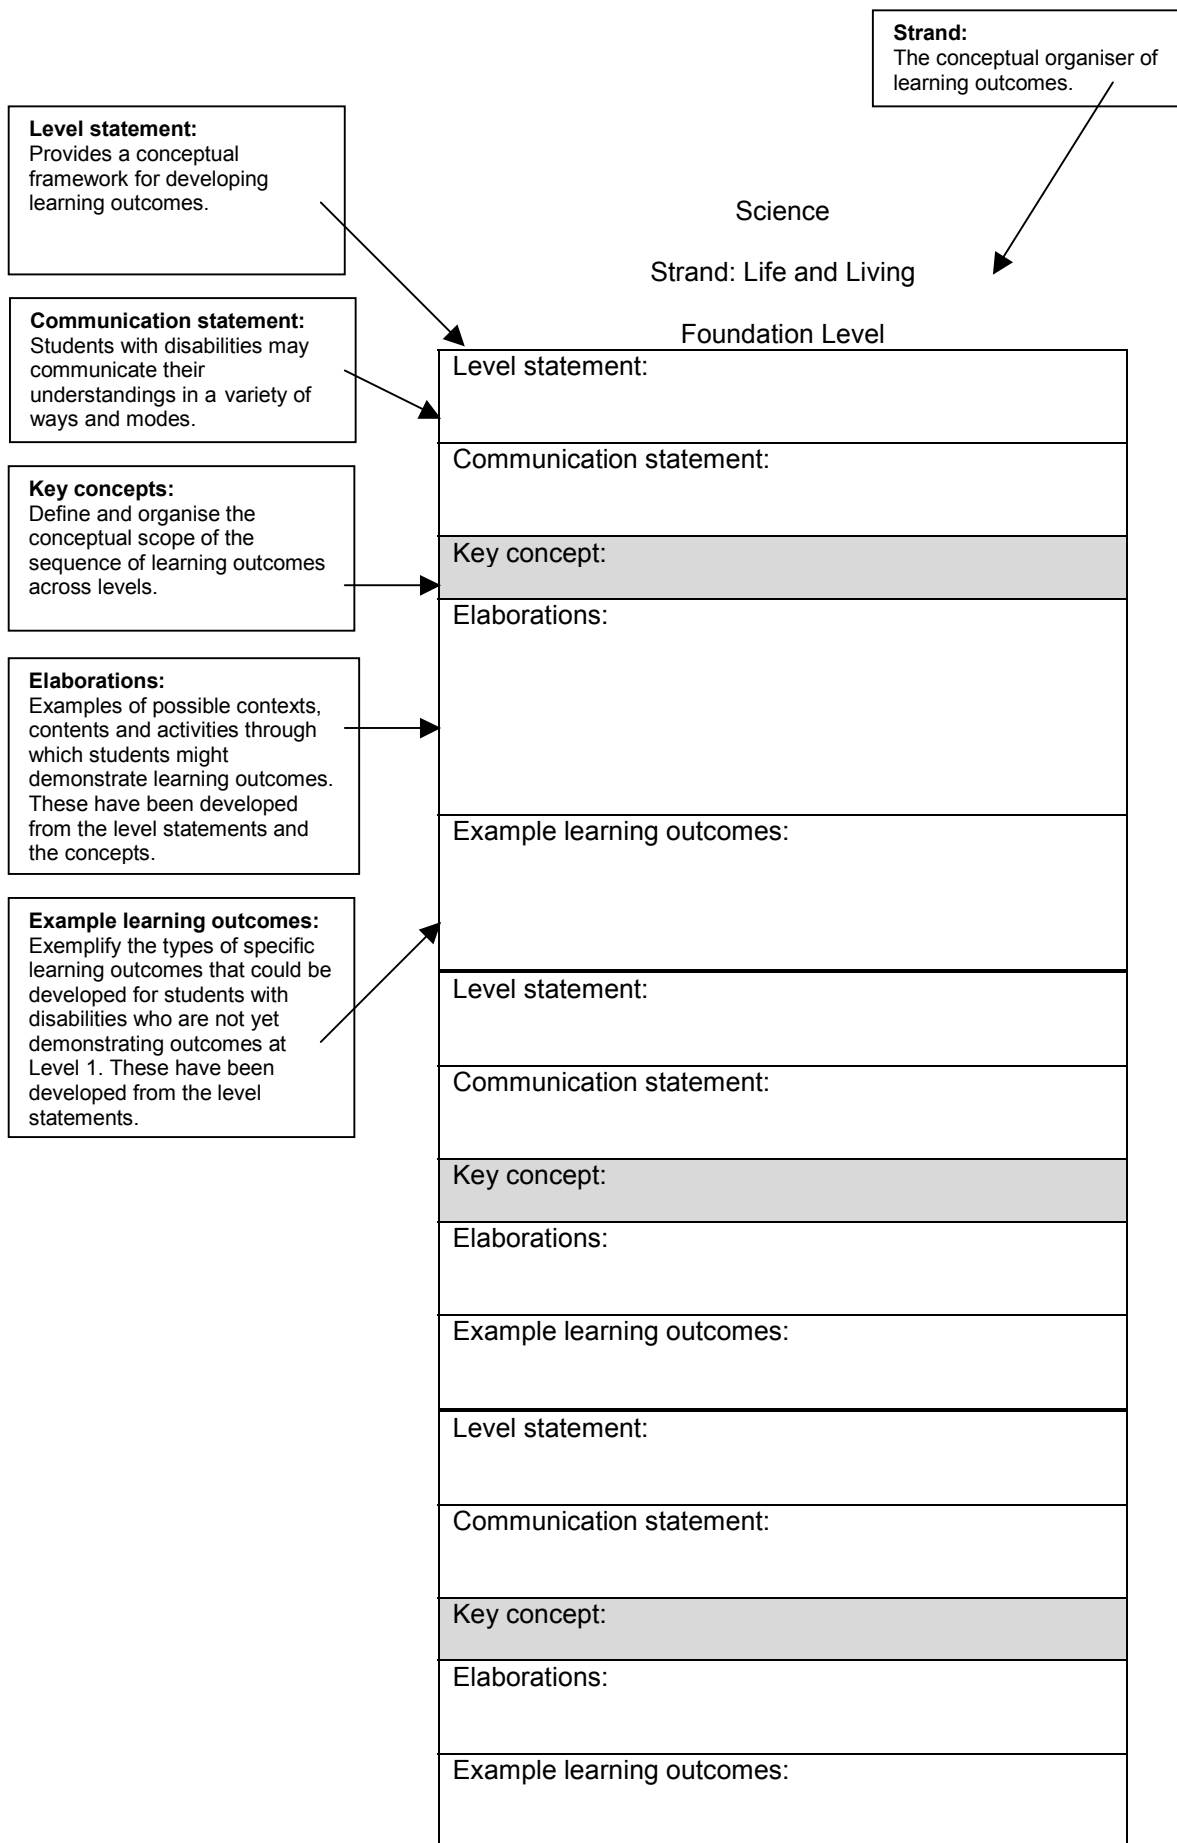 Strand:
The conceptual organiser of
learning outcomes.
Level statement:
Provides a conceptual
framework for developing
learning outcomes.
Science
Strand: Life and Living
Foundation Level
Communication statement:
Students with disabilities may
communicate their
understandings in a variety of
ways and modes.
Key concepts:
Define and organise the
conceptual scope of the
sequence of learning outcomes
across levels.
Elaborations:
Examples of possible contexts,
contents and activities through
which students might
demonstrate learning outcomes.
These have been developed
from the level statements and
the concepts.
Example learning outcomes:
Exemplify the types of specific
learning outcomes that could be
developed for students with
disabilities who are not yet
demonstrating outcomes at
Level 1. These have been
developed from the level
statements.
Level statement:
Communication statement:
Key concept:
Elaborations:
Example learning outcomes:
Level statement:
Communication statement:
Key concept:
Elaborations:
Example learning outcomes:
Level statement:
Communication statement:
Key concept:
Elaborations:
Example learning outcomes: